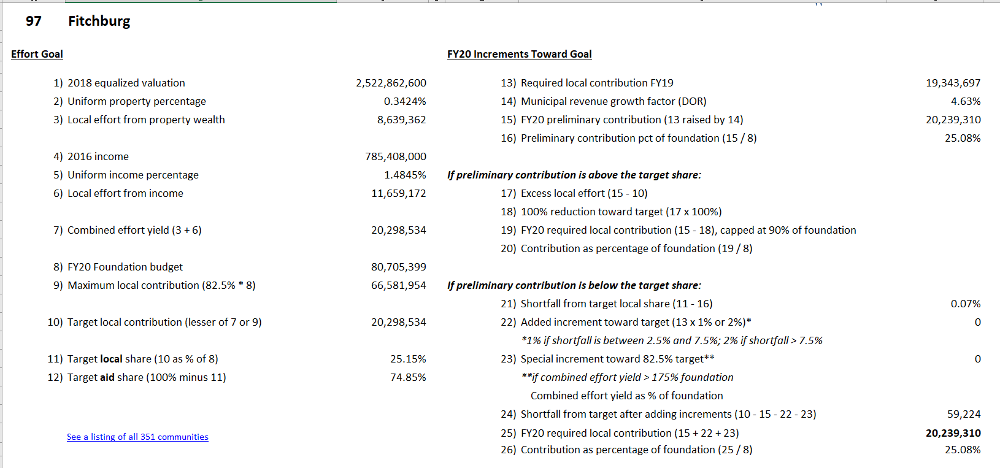 97 Fitchburg
Effort Goal
1) 2018 equalized valuation 2,522,862,600
2) Uniform property percentage 0.3424%
3) Local effort from property wealth 8,639,362
4) 2016 income 785,408,000
5) Uniform income percentage 1.4845%
6) Local effort from income 11,659,172
7) Combined effort yield (3 + 6) 20,298,534
8) FY20 Foundation budget 80,705,399
9) Maximum local contribution (82.5% * 8) 66,581,954
10) Target local contribution (lesser of 7 or 9) 20,298,534
11) Target local share (10 as % of 8) 25.15%
12) Target aid share (100% minus 11) 74.85%
See a listing of all 351 communities
FY20 Increments Toward Goal
13) Required local contribution FY19 19,343,697
14) Municipal revenue growth factor (DOR) 4.63%
15) FY20 preliminary contribution (13 raised by 14) 20,239,310
16) Preliminary contribution pct of foundation (15 / 8) 25.08%
If preliminary contribution is above the target share:
17) Excess local effort (15 - 10)
18) 100% reduction toward target (17 x 100%)
19) FY20 required local contribution (15 - 18), capped at 90% of foundation
20) Contribution as percentage of foundation (19 / 8)
If preliminary contribution is below the target share:
21) Shortfall from target local share (11 - 16) 0.07%
22) Added increment toward target (13 x 1% or 2%)* 0
*1% if shortfall is between 2.5% and 7.5%; 2% if shortfall > 7.5%
23) Special increment toward 82.5% target** 0
**if combined effort yield > 175% foundation
Combined effort yield as % of foundation
24) Shortfall from target after adding increments (10 - 15 - 22 - 23) 59,224
25) FY20 required local contribution (15 + 22 + 23) 20,239,310
26) Contribution as percentage of foundation (25 / 8) 25.08%